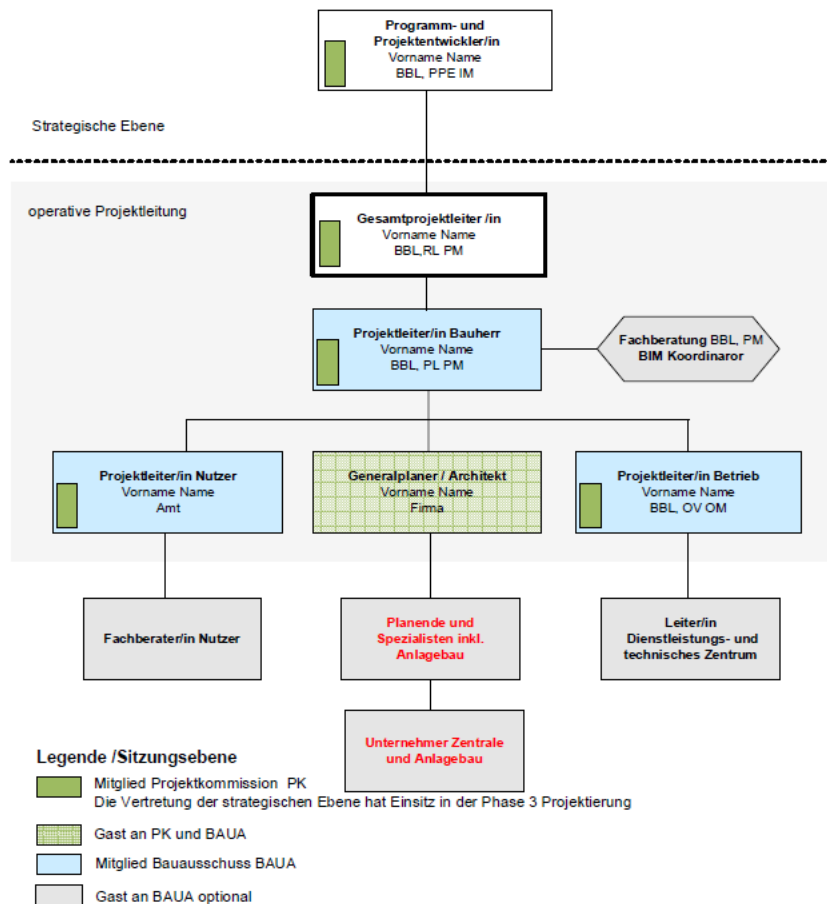 Programm- und
Projektentwickler/in
Vorname Name
BBL, PPE IM
Strategische Ebene
operative Projektleitung
Gesamtprojektleiter /in
Vorname Name
BBL,RL PM
Projektleiter/in Bauherr
Vorname Name
BBL, PL PM
Fachberatung BBL, PM
BIM Koordinaror
Projektleiter/in Nutzer
Vorname Name
Amt
Generalplaner / Architekt
Vorname Name
Firma
Projektleiter/in Betrieb
Vorname Name
BBL, OV OM
Fachberater/in Nutzer
Planende und
Spezialisten inkl.
Anlagebau
Leiter/in
Dienstleistungs- und
technisches Zentrum
Unternehmer Zentrale
und Anlagebau
Legende /Sitzungsebene
Mitglied Projektkommission PK
Die Vertretung der strategischen Ebene hat Einsitz in der Phase 3 Projektierung
Gast an PK und BAUA
Mitglied Bauausschuss BAUA
Gast an BAUA optional